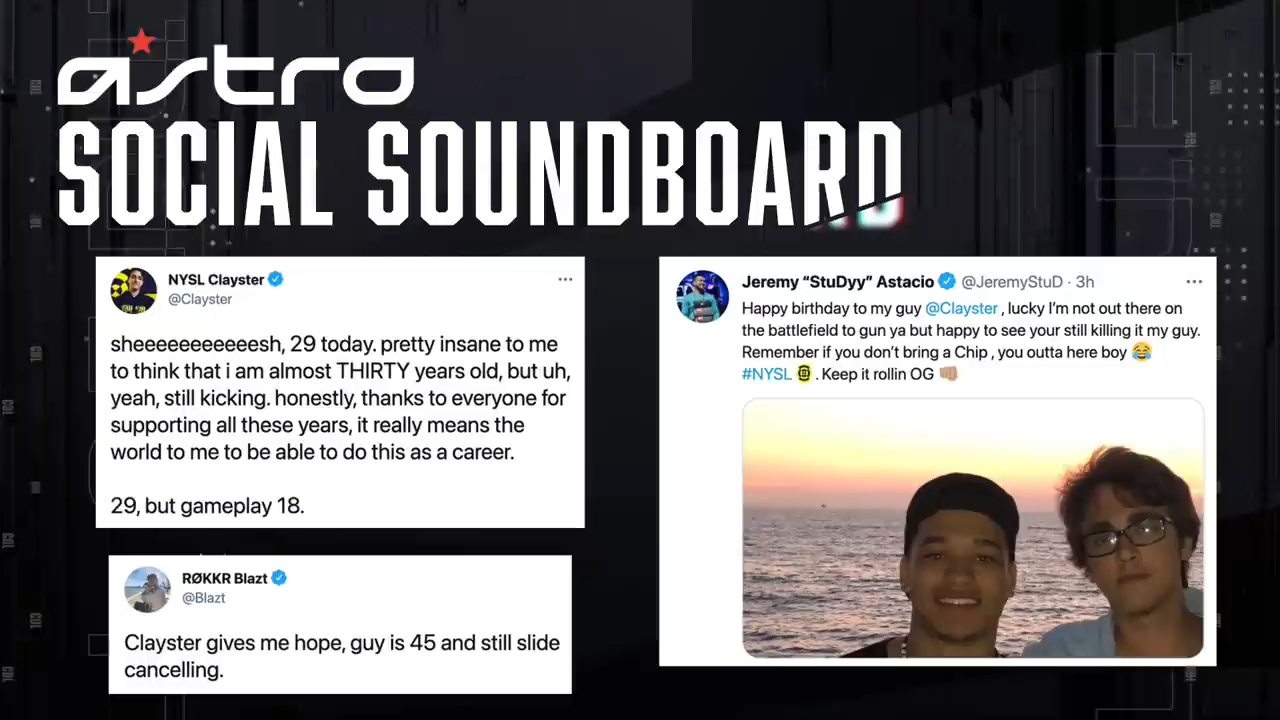 astro
SOCIAL SOUNDBOARD
NYSL Clayster
@Clayster
sheeeeeeeeeeesh, 29 today. pretty insane to me
to think that i am almost THIRTY years old, but uh,
yeah, still kicking. honestly, thanks to everyone for
supporting all these years, it really means the
world to me to be able to do this as a career.
29, but gameplay 18.
RØKKR Blazt
@Blazt
Clayster gives me hope, guy is 45 and still slide
cancelling.
Jeremy “StuDyy” Astacio @JeremyStuD · 3h
Happy birthday to my guy @Clayster , lucky I’m not out there on
the battlefield to gun ya but happy to see your still killing it my guy.
Remember if you don’t bring a Chip , you outta here boy 😂
#NYSL . Keep it rollin OG 👊🏽